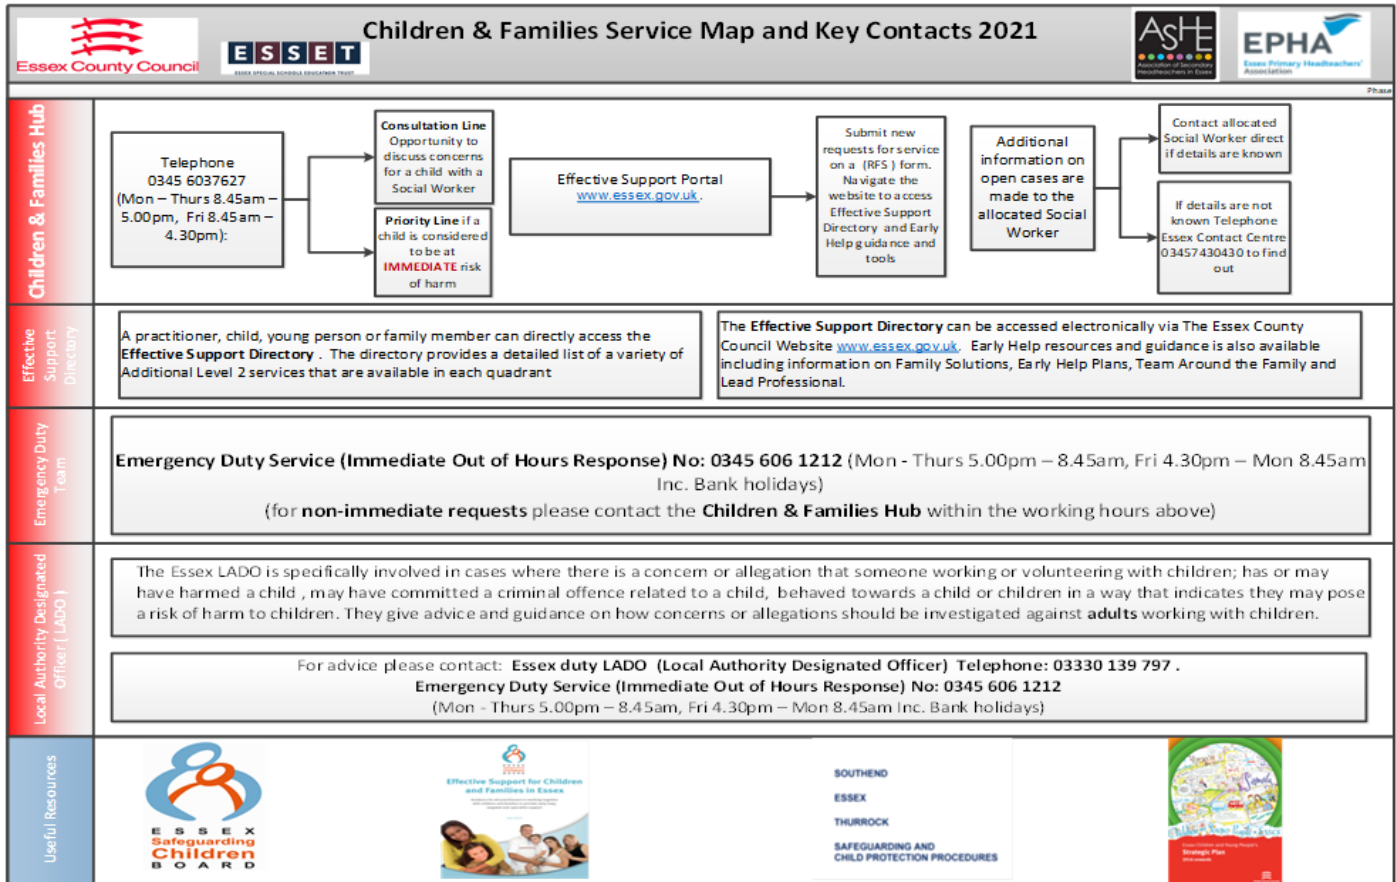 Children & Families Service Map and Key Contacts 2021
Essex County Council
ESSET
ESSEX SPECIAL SCHOOLS EDUCATION TRUST
ASHE
Association of Secondary
Headteachers in Essex
EPHA
Essex Primary Headteachers'
Association
Phase
Children & Families Hub
Telephone
0345 6037627
(Mon – Thurs 8.45am –
5.00pm, Fri 8.45am –
4.30pm):
Consultation Line
Opportunity to
discuss concerns
for a child with a
Social Worker
Priority Line if a
child is considered
to be at
IMMEDIATE risk
of harm
Effective Support Portal
www.essex.gov.uk .
Submit new
requests for service
on a (RFS ) form.
Navigate the
website to access
Effective Support
Directory and Early
Help guidance and
tools
Additional
information on
open cases are
made to the
allocated Social
Worker
Contact allocated
Social Worker direct
if details are known
If details are not
known Telephone
Essex Contact Centre
03457430430 to find
out
Effective
Support
Directory
A practitioner, child, young person or family member can directly access the
Effective Support Directory . The directory provides a detailed list of a variety of
Additional Level 2 services that are available in each quadrant
The Effective Support Directory can be accessed electronically via The Essex County
Council Website www.essex.gov.uk. Early Help resources and guidance is also available
including information on Family Solutions, Early Help Plans, Team Around the Family and
Lead Professional.
Emergency Duty
Team
Emergency Duty Service (Immediate Out of Hours Response) No: 0345 606 1212 (Mon - Thurs 5.00pm – 8.45am, Fri 4.30pm – Mon 8.45am
Inc. Bank holidays)
(for non-immediate requests please contact the Children & Families Hub within the working hours above)
Local Authority Designated
Officer ( LADO )
The Essex LADO is specifically involved in cases where there is a concern or allegation that someone working or volunteering with children; has or may
have harmed a child , may have committed a criminal offence related to a child, behaved towards a child or children in a way that indicates they may pose
a risk of harm to children. They give advice and guidance on how concerns or allegations should be investigated against adults working with children.
For advice please contact: Essex duty LADO (Local Authority Designated Officer) Telephone: 03330 139 797 .
Emergency Duty Service (Immediate Out of Hours Response) No: 0345 606 1212
(Mon - Thurs 5.00pm – 8.45am, Fri 4.30pm – Mon 8.45am Inc. Bank holidays)
Useful Resources
ESSEX
Safeguarding
Children
BOARD
Effective Support for Children
and Families in Essex
SOUTHEND
ESSEX
THURROCK
SAFEGUARDING AND
CHILD PROTECTION PROCEDURES
Essex Children and Young People's
Strategic Plan